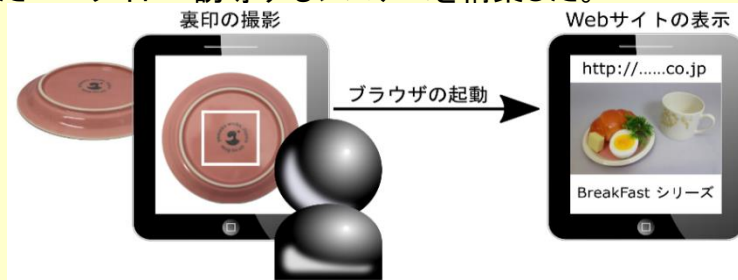 裏印の撮影
Webサイトの表示
ブラウザの起動
http://......co.jp
BreakFast シリーズ